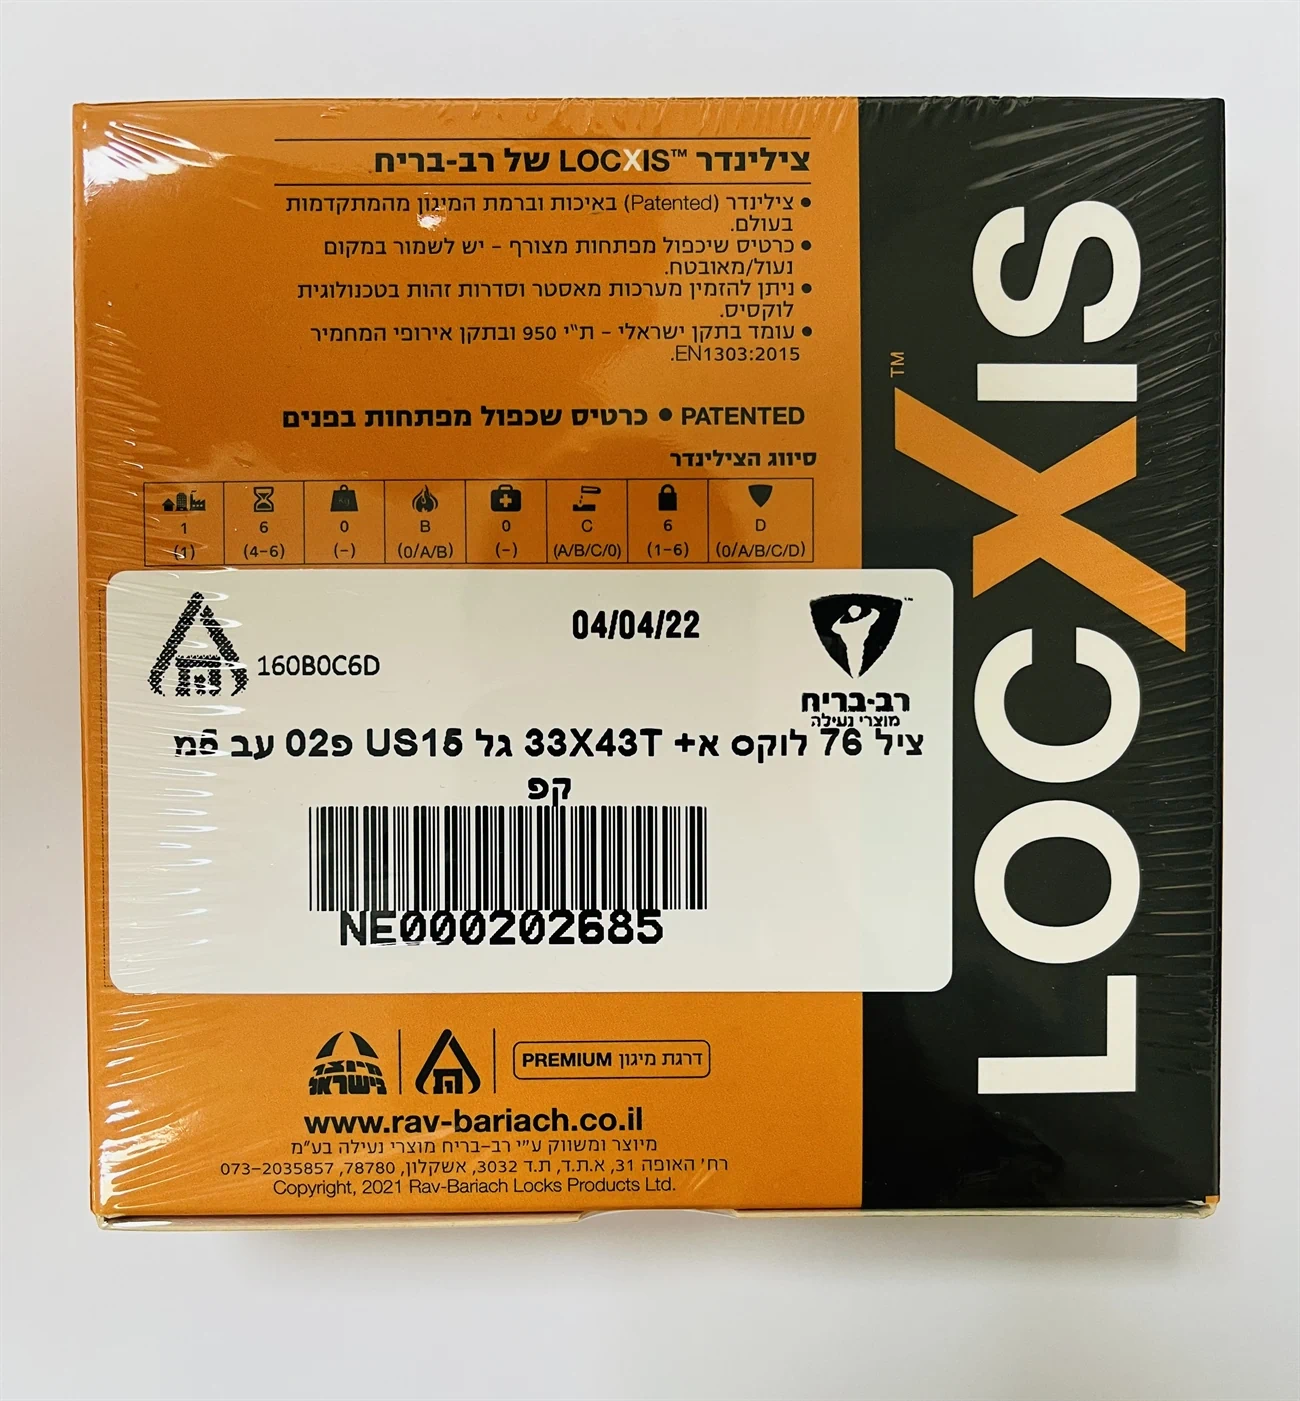 צילינדר LOCXIS™ של רב-בריח
• צילינדר (Patented) באיכות וברמת המיגון מהמתקדמות
בעולם.
• כרטיס שיכפול מפתחות מצורף – יש לשמור במקום
נעול/מאובטח.
• ניתן להזמין מערכות מאסטר וסדרות זהות בטכנולוגית
לוקסיס.
• עומד בתקן ישראלי – ת"י 950 ובתקן אירופי המחמיר
EN1303:2015.
PATENTED • כרטיס שכפול מפתחות בפנים
סיווג הצילינדר
1 6 0 B 0 C 6 D
(1) (4-6) (-) (0/A/B) (-) (A/B/C/0) (1-6) (0/A/B/C/D)
LOCXIS™
04/04/22
160B0C6D
רב·בריח
מוצרי נעילה
ציל 76 לוקס א+ 33X43T גל US15 פ02 עב 5מ
קפ
NE000202685
דרגת מיגון PREMIUM
מיוצר
בישראל
www.rav-bariach.co.il
מיוצר ומשווק ע"י רב-בריח מוצרי נעילה בע"מ
רח' האופה 31, א.ת.ד, ת.ד 3032, אשקלון, 78780, 073-2035857
Copyright, 2021 Rav-Bariach Locks Products Ltd.